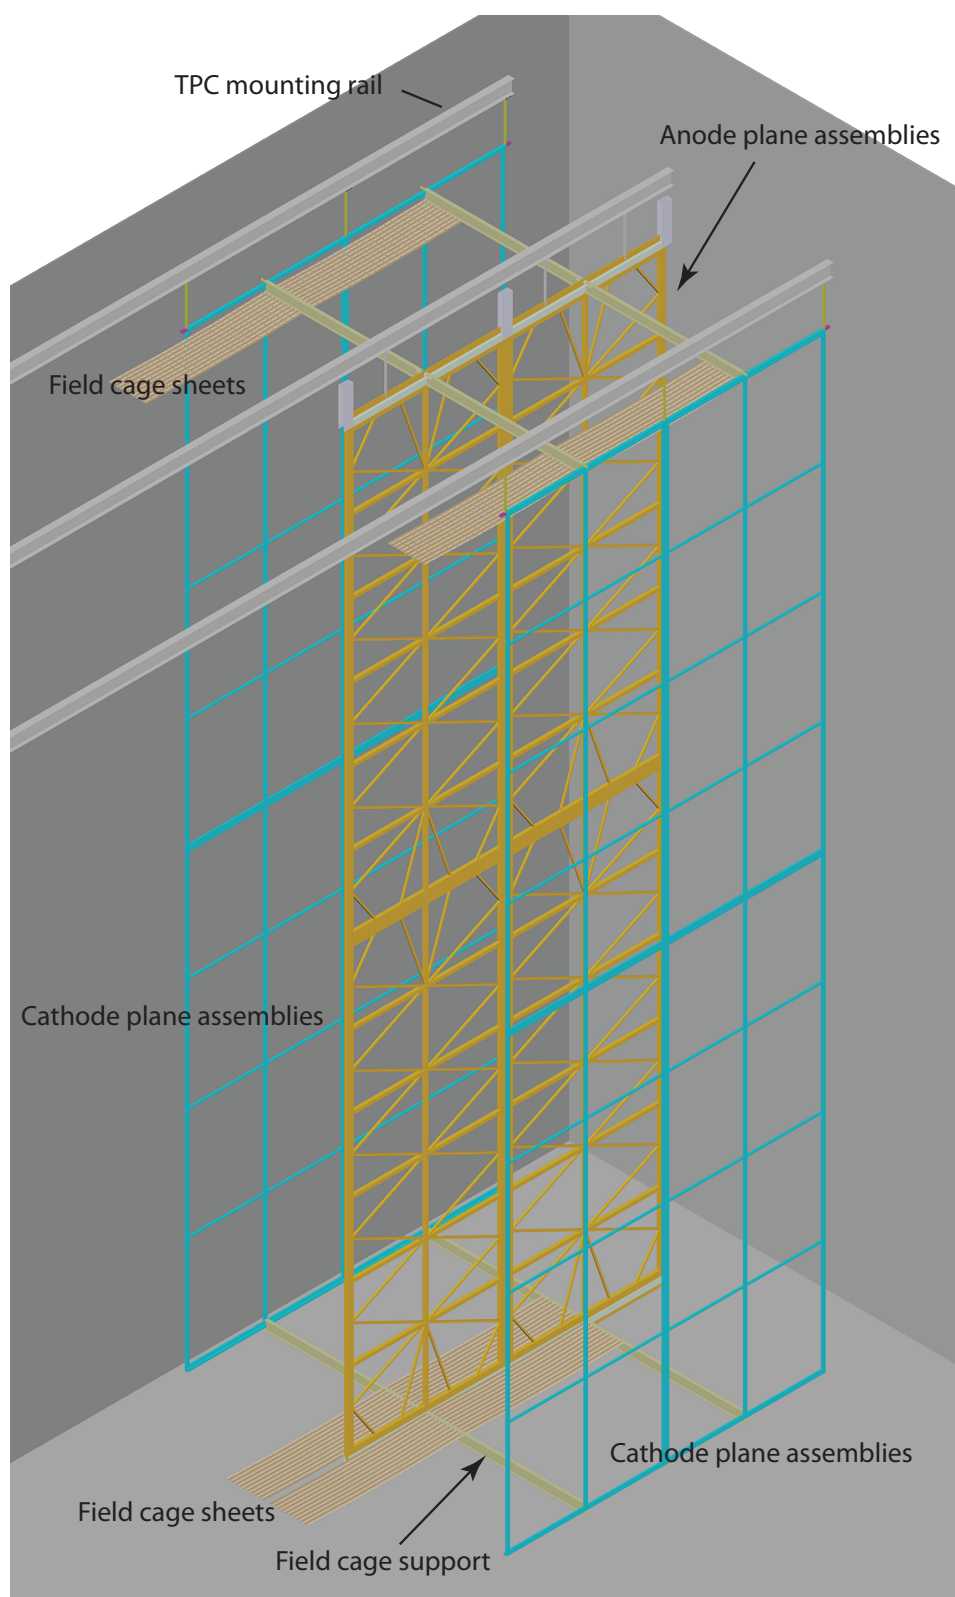 TPC mounting rail
Anode plane assemblies
Field cage sheets
Cathode plane assemblies
Cathode plane assemblies
Field cage sheets
Field cage support